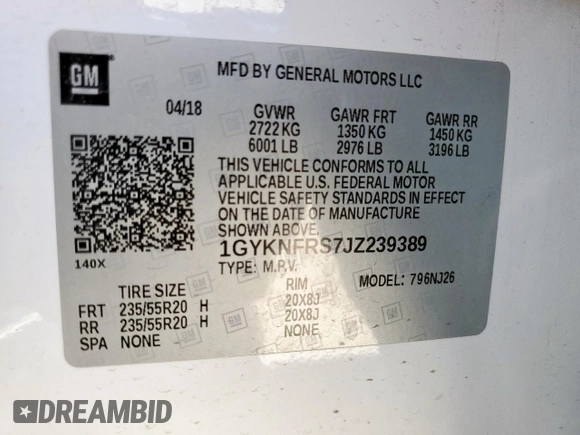 GM
MFD BY GENERAL MOTORS LLC
04/18 GVWR GAWR FRT GAWR RR
2722 KG 1350 KG 1450 KG
6001 LB 2976 LB 3196 LB
THIS VEHICLE CONFORMS TO ALL
APPLICABLE U.S. FEDERAL MOTOR
VEHICLE SAFETY STANDARDS IN EFFECT
ON THE DATE OF MANUFACTURE
SHOWN ABOVE.
140X 1GYKNFRS7JZ239389
TYPE: M.P.V. MODEL: 796NJ26
TIRE SIZE RIM
FRT 235/55R20 H 20X8J
RR 235/55R20 H 20X8J
SPA NONE NONE
DREAMBID